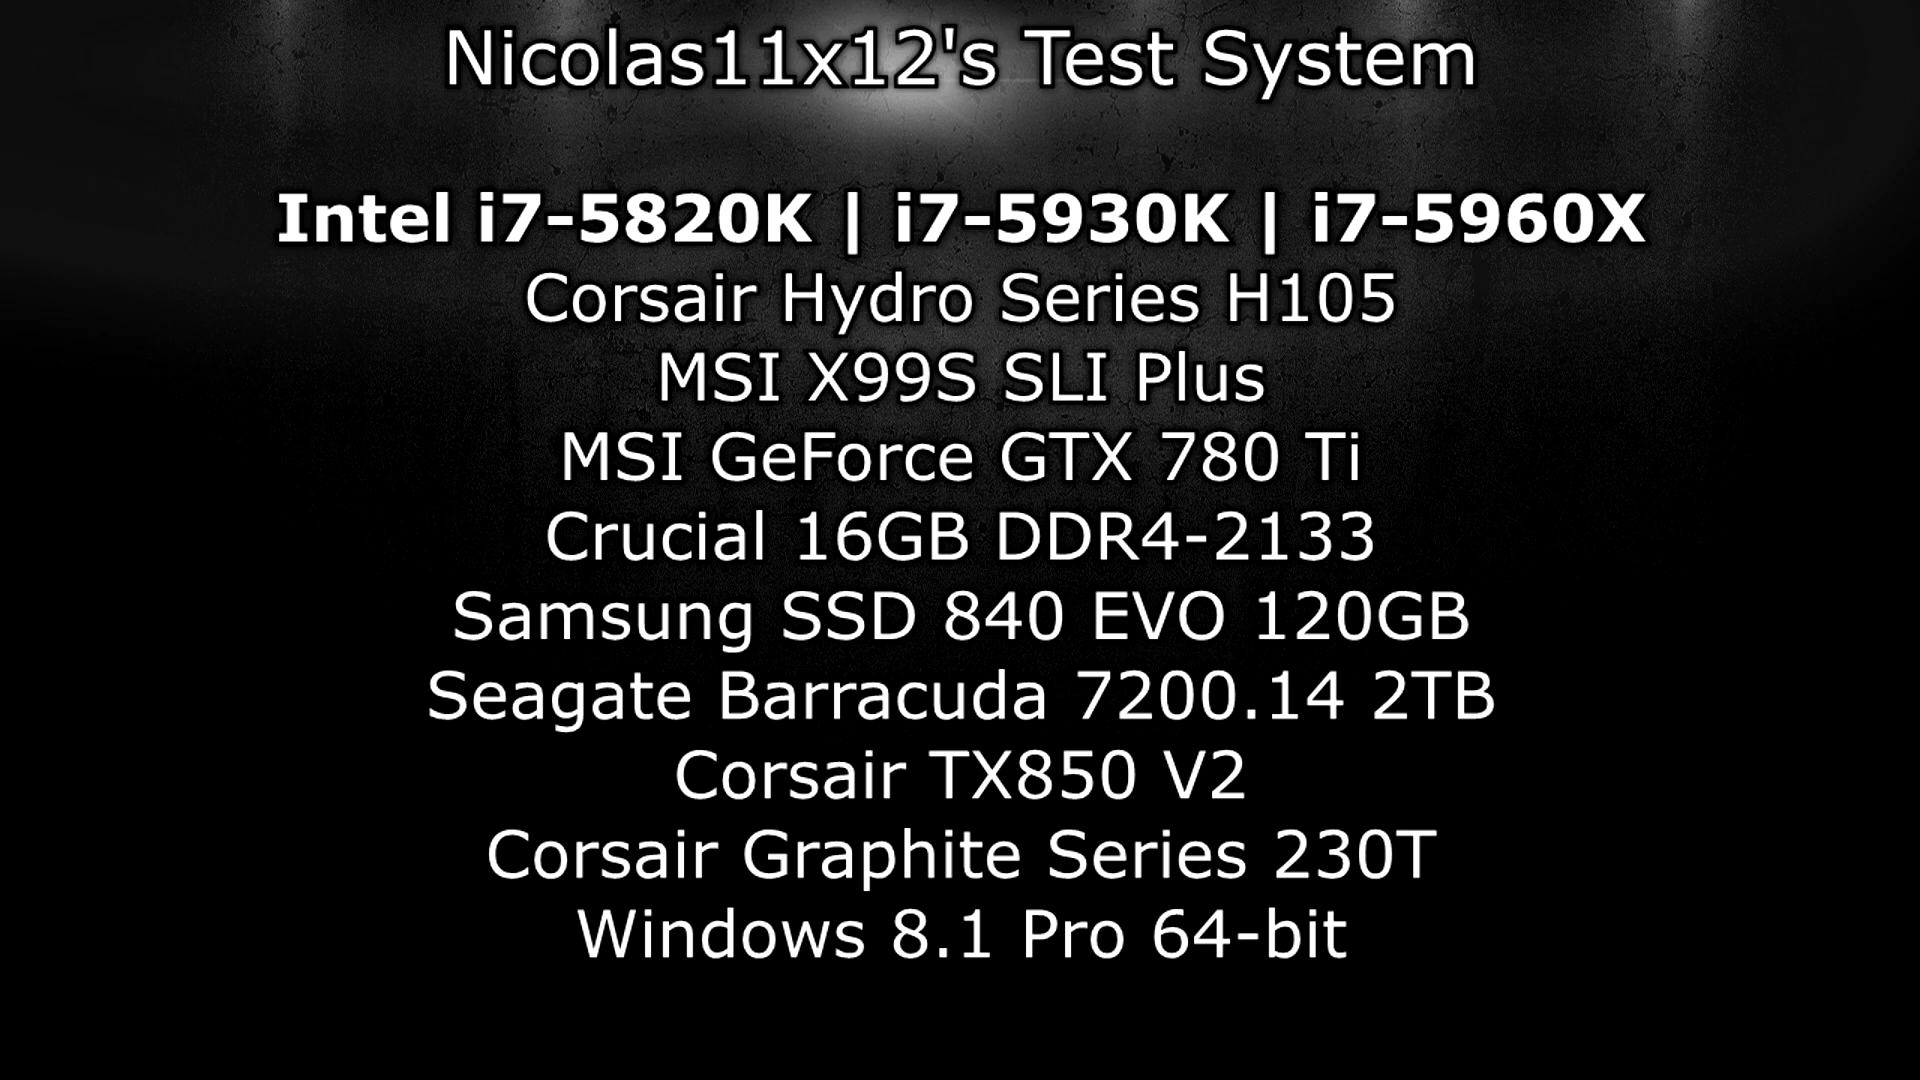 Nicolas11x12's Test System
Intel i7-5820K | i7-5930K | i7-5960X
Corsair Hydro Series H105
MSI X99S SLI Plus
MSI GeForce GTX 780 Ti
Crucial 16GB DDR4-2133
Samsung SSD 840 EVO 120GB
Seagate Barracuda 7200.14 2TB
Corsair TX850 V2
Corsair Graphite Series 230T
Windows 8.1 Pro 64-bit